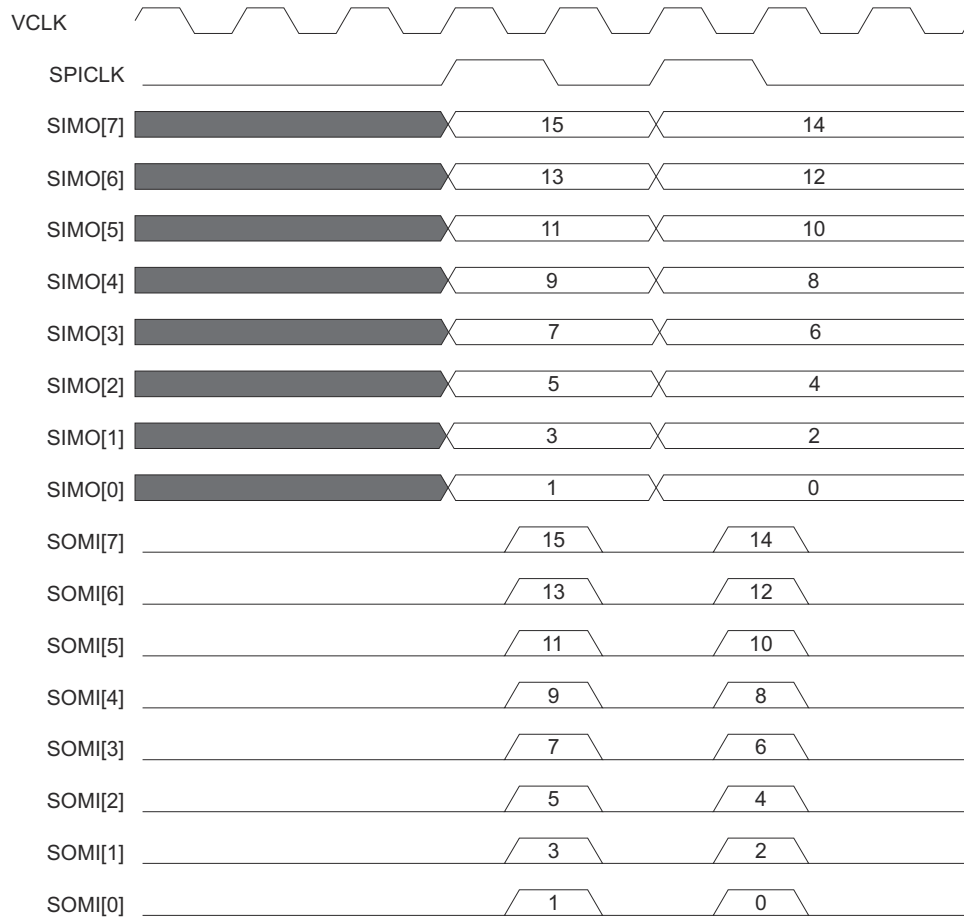 VCLK
SPICLK
SIMO[7] 15 14
SIMO[6] 13 12
SIMO[5] 11 10
SIMO[4] 9 8
SIMO[3] 7 6
SIMO[2] 5 4
SIMO[1] 3 2
SIMO[0] 1 0
SOMI[7] 15 14
SOMI[6] 13 12
SOMI[5] 11 10
SOMI[4] 9 8
SOMI[3] 7 6
SOMI[2] 5 4
SOMI[1] 3 2
SOMI[0] 1 0